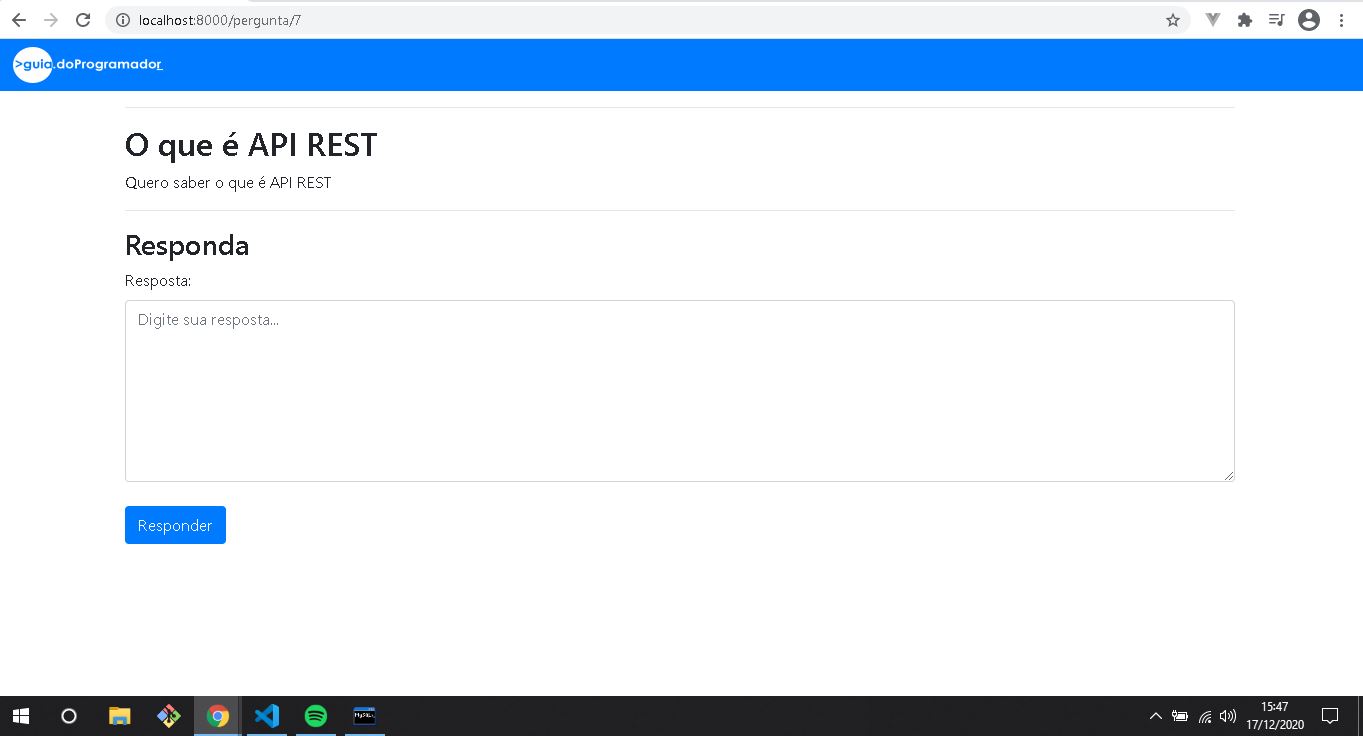 localhost:8000/pergunta/7
>guia.doProgramador_
O que é API REST
Quero saber o que é API REST
Responda
Resposta:
Digite sua resposta...
Responder
MySQL
15:47
17/12/2020